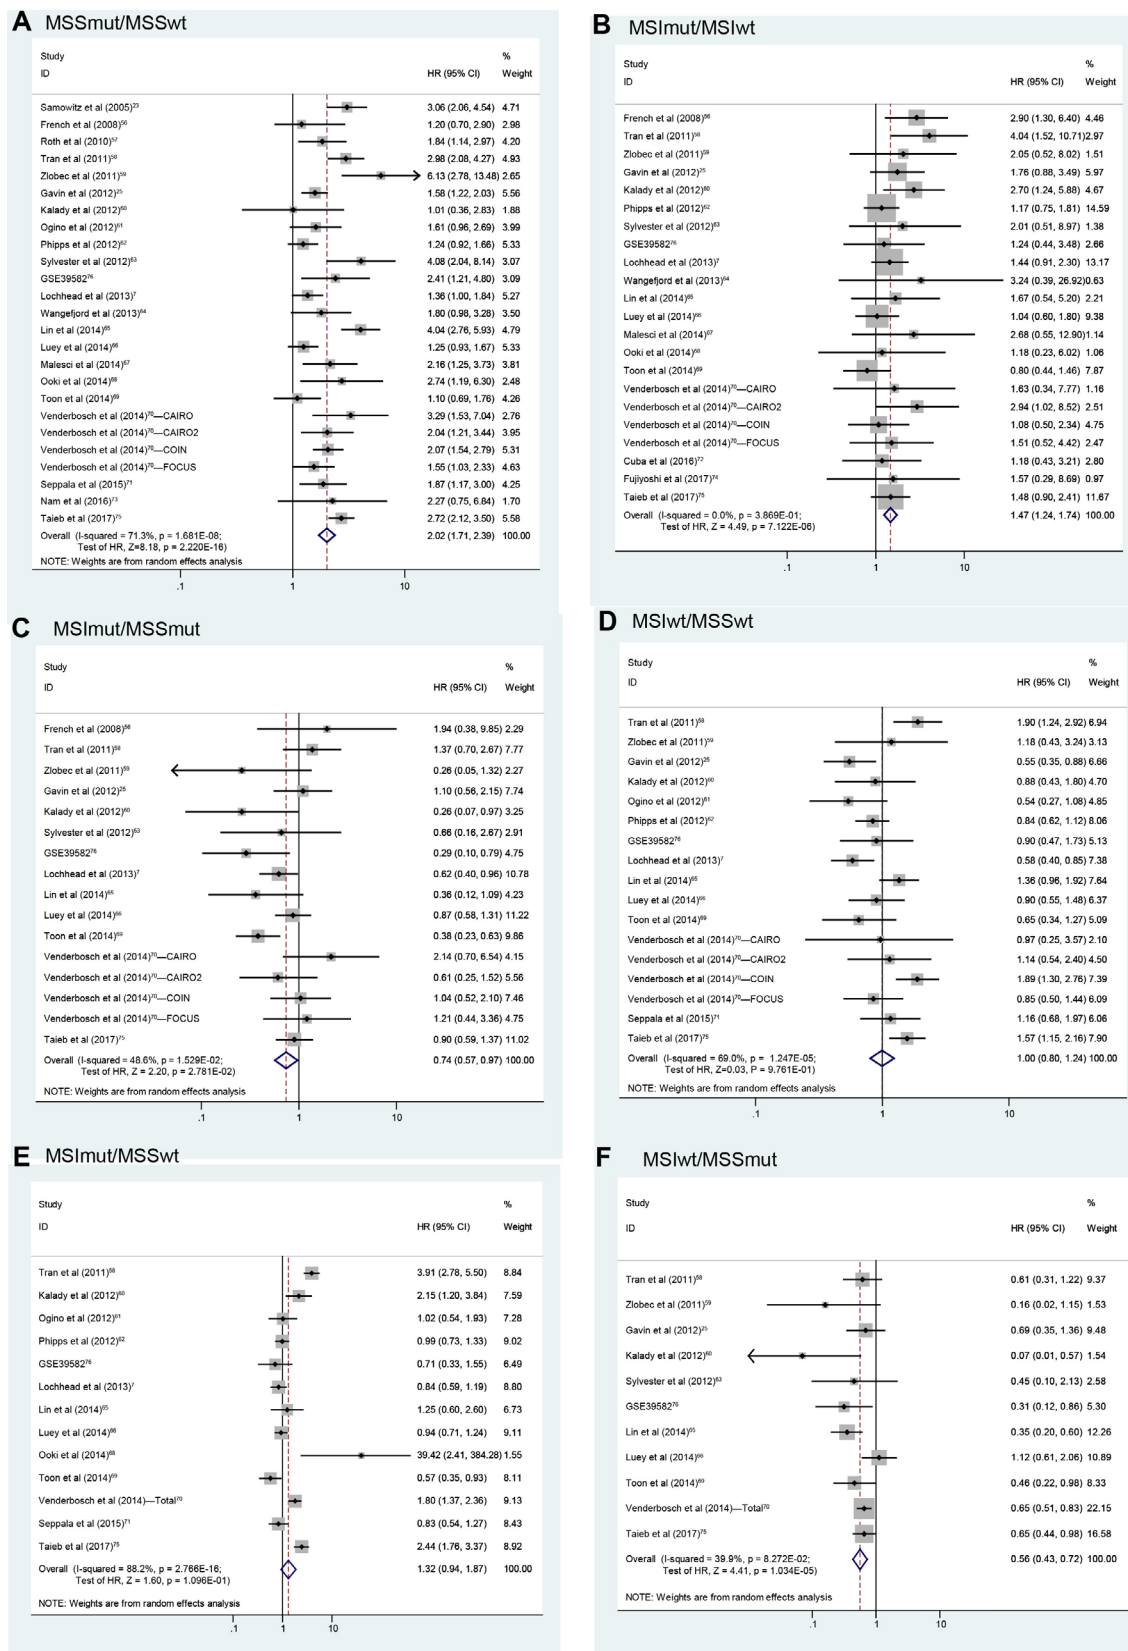 A MSSmut/MSSwt
Study %
ID HR (95% CI) Weight
Samowitz et al (2005)²³ 3.06 (2.06, 4.54) 4.71
French et al (2008)⁵⁶ 1.20 (0.70, 2.90) 2.98
Roth et al (2010)⁵⁷ 1.84 (1.14, 2.97) 4.20
Tran et al (2011)⁵⁸ 2.98 (2.08, 4.27) 4.93
Zlobec et al (2011)⁵⁹ 6.13 (2.78, 13.48) 2.65
Gavin et al (2012)²⁵ 1.58 (1.22, 2.03) 5.56
Kalady et al (2012)⁶⁰ 1.01 (0.36, 2.83) 1.88
Ogino et al (2012)⁶¹ 1.61 (0.96, 2.69) 3.99
Phipps et al (2012)⁶² 1.24 (0.92, 1.66) 5.33
Sylvester et al (2012)⁶³ 4.08 (2.04, 8.14) 3.07
GSE39582⁷⁶ 2.41 (1.21, 4.80) 3.09
Lochhead et al (2013)⁷ 1.36 (1.00, 1.84) 5.27
Wangefjord et al (2013)⁶⁴ 1.80 (0.98, 3.28) 3.50
Lin et al (2014)⁶⁵ 4.04 (2.76, 5.93) 4.79
Luey et al (2014)⁶⁶ 1.25 (0.93, 1.67) 5.33
Malesci et al (2014)⁶⁷ 2.16 (1.25, 3.73) 3.81
Ooki et al (2014)⁶⁸ 2.74 (1.19, 6.30) 2.48
Toon et al (2014)⁶⁹ 1.10 (0.69, 1.76) 4.26
Venderbosch et al (2014)⁷⁰—CAIRO 3.29 (1.53, 7.04) 2.76
Venderbosch et al (2014)⁷⁰—CAIRO2 2.04 (1.21, 3.44) 3.95
Venderbosch et al (2014)⁷⁰—COIN 2.07 (1.54, 2.79) 5.31
Venderbosch et al (2014)⁷⁰—FOCUS 1.55 (1.03, 2.33) 4.63
Seppala et al (2015)⁷¹ 1.87 (1.17, 3.00) 4.25
Nam et al (2016)⁷³ 2.27 (0.75, 6.84) 1.70
Taieb et al (2017)⁷⁵ 2.72 (2.12, 3.50) 5.58
Overall (I-squared = 71.3%, p = 1.681E-08; 2.02 (1.71, 2.39) 100.00
Test of HR, Z=8.18, p = 2.220E-16)
NOTE: Weights are from random effects analysis
.1 1 10
B MSImut/MSIwt
Study %
ID HR (95% CI) Weight
French et al (2008)⁵⁶ 2.90 (1.30, 6.40) 4.46
Tran et al (2011)⁵⁸ 4.04 (1.52, 10.71) 2.97
Zlobec et al (2011)⁵⁹ 2.05 (0.52, 8.02) 1.51
Gavin et al (2012)²⁵ 1.76 (0.88, 3.49) 5.97
Kalady et al (2012)⁶⁰ 2.70 (1.24, 5.88) 4.67
Phipps et al (2012)⁶² 1.17 (0.75, 1.81) 14.59
Sylvester et al (2012)⁶³ 2.01 (0.51, 8.97) 1.38
GSE39582⁷⁶ 1.24 (0.44, 3.48) 2.66
Lochhead et al (2013)⁷ 1.44 (0.91, 2.30) 13.17
Wangefjord et al (2013)⁶⁴ 3.24 (0.39, 26.92) 0.63
Lin et al (2014)⁶⁵ 1.67 (0.54, 5.20) 2.21
Luey et al (2014)⁶⁶ 1.04 (0.60, 1.80) 9.38
Malesci et al (2014)⁶⁷ 2.68 (0.55, 12.90) 1.14
Ooki et al (2014)⁶⁸ 1.18 (0.23, 6.02) 1.06
Toon et al (2014)⁶⁹ 0.80 (0.44, 1.46) 7.87
Venderbosch et al (2014)⁷⁰—CAIRO 1.63 (0.34, 7.77) 1.16
Venderbosch et al (2014)⁷⁰—CAIRO2 2.94 (1.02, 8.52) 2.51
Venderbosch et al (2014)⁷⁰—COIN 1.08 (0.50, 2.34) 4.75
Venderbosch et al (2014)⁷⁰—FOCUS 1.51 (0.52, 4.42) 2.47
Cuba et al (2016)⁷² 1.18 (0.43, 3.21) 2.80
Fujiyoshi et al (2017)⁷⁴ 1.57 (0.29, 8.69) 0.97
Taieb et al (2017)⁷⁵ 1.48 (0.90, 2.41) 11.67
Overall (I-squared = 0.0%, p = 3.869E-01; 1.47 (1.24, 1.74) 100.00
Test of HR, Z = 4.49, p = 7.122E-06)
NOTE: Weights are from random effects analysis
.1 1 10
C MSImut/MSSmut
Study %
ID HR (95% CI) Weight
French et al (2008)⁵⁶ 1.94 (0.38, 9.85) 2.29
Tran et al (2011)⁵⁸ 1.37 (0.70, 2.67) 7.77
Zlobec et al (2011)⁵⁹ 0.26 (0.05, 1.32) 2.27
Gavin et al (2012)²⁵ 1.10 (0.56, 2.15) 7.74
Kalady et al (2012)⁶⁰ 0.26 (0.07, 0.97) 3.25
Sylvester et al (2012)⁶³ 0.66 (0.16, 2.67) 2.91
GSE39582⁷⁶ 0.29 (0.10, 0.79) 4.75
Lochhead et al (2013)⁷ 0.62 (0.40, 0.96) 10.78
Lin et al (2014)⁶⁵ 0.36 (0.12, 1.09) 4.23
Luey et al (2014)⁶⁶ 0.87 (0.58, 1.31) 11.22
Toon et al (2014)⁶⁹ 0.38 (0.23, 0.63) 9.86
Venderbosch et al (2014)⁷⁰—CAIRO 2.14 (0.70, 6.54) 4.15
Venderbosch et al (2014)⁷⁰—CAIRO2 0.61 (0.25, 1.52) 5.56
Venderbosch et al (2014)⁷⁰—COIN 1.04 (0.52, 2.10) 7.46
Venderbosch et al (2014)⁷⁰—FOCUS 1.21 (0.44, 3.36) 4.75
Taieb et al (2017)⁷⁵ 0.90 (0.59, 1.37) 11.02
Overall (I-squared = 48.6%, p = 1.529E-02; 0.74 (0.57, 0.97) 100.00
Test of HR, Z = 2.20, p = 2.781E-02)
NOTE: Weights are from random effects analysis
.1 1 10
D MSIwt/MSSwt
Study %
ID HR (95% CI) Weight
Tran et al (2011)⁵⁸ 1.90 (1.24, 2.92) 6.94
Zlobec et al (2011)⁵⁹ 1.18 (0.43, 3.24) 3.13
Gavin et al (2012)²⁵ 0.55 (0.35, 0.88) 6.66
Kalady et al (2012)⁶⁰ 0.88 (0.43, 1.80) 4.70
Ogino et al (2012)⁶¹ 0.54 (0.27, 1.08) 4.85
Phipps et al (2012)⁶² 0.84 (0.62, 1.12) 8.06
GSE39582⁷⁶ 0.90 (0.47, 1.73) 5.13
Lochhead et al (2013)⁷ 0.58 (0.40, 0.85) 7.38
Lin et al (2014)⁶⁵ 1.36 (0.96, 1.92) 7.64
Luey et al (2014)⁶⁶ 0.90 (0.55, 1.48) 6.37
Toon et al (2014)⁶⁹ 0.65 (0.34, 1.27) 5.09
Venderbosch et al (2014)⁷⁰—CAIRO 0.97 (0.25, 3.57) 2.10
Venderbosch et al (2014)⁷⁰—CAIRO2 1.14 (0.54, 2.40) 4.50
Venderbosch et al (2014)⁷⁰—COIN 1.89 (1.30, 2.76) 7.39
Venderbosch et al (2014)⁷⁰—FOCUS 0.85 (0.50, 1.44) 6.09
Seppala et al (2015)⁷¹ 1.16 (0.68, 1.97) 6.06
Taieb et al (2017)⁷⁵ 1.57 (1.15, 2.16) 7.90
Overall (I-squared = 69.0%, p = 1.247E-05; 1.00 (0.80, 1.24) 100.00
Test of HR, Z=0.03, P = 9.761E-01)
NOTE: Weights are from random effects analysis
.1 1 10
E MSImut/MSSwt
Study %
ID HR (95% CI) Weight
Tran et al (2011)⁵⁸ 3.91 (2.78, 5.50) 8.84
Kalady et al (2012)⁶⁰ 2.15 (1.20, 3.84) 7.59
Ogino et al (2012)⁶¹ 1.02 (0.54, 1.93) 7.28
Phipps et al (2012)⁶² 0.99 (0.73, 1.33) 9.02
GSE39582⁷⁶ 0.71 (0.33, 1.55) 6.49
Lochhead et al (2013)⁷ 0.84 (0.59, 1.19) 8.80
Lin et al (2014)⁶⁵ 1.25 (0.60, 2.60) 6.73
Luey et al (2014)⁶⁶ 0.94 (0.71, 1.24) 9.11
Ooki et al (2014)⁶⁸ 39.42 (2.41, 384.28) 1.55
Toon et al (2014)⁶⁹ 0.57 (0.35, 0.93) 8.11
Venderbosch et al (2014)—Total⁷⁰ 1.80 (1.37, 2.36) 9.13
Seppala et al (2015)⁷¹ 0.83 (0.54, 1.27) 8.43
Taieb et al (2017)⁷⁵ 2.44 (1.76, 3.37) 8.92
Overall (I-squared = 88.2%, p = 2.766E-16; 1.32 (0.94, 1.87) 100.00
Test of HR, Z = 1.60, p = 1.096E-01)
NOTE: Weights are from random effects analysis
.1 1 10
F MSIwt/MSSmut
Study %
ID HR (95% CI) Weight
Tran et al (2011)⁵⁸ 0.61 (0.31, 1.22) 9.37
Zlobec et al (2011)⁵⁹ 0.16 (0.02, 1.15) 1.53
Gavin et al (2012)²⁵ 0.69 (0.35, 1.36) 9.48
Kalady et al (2012)⁶⁰ 0.07 (0.01, 0.57) 1.54
Sylvester et al (2012)⁶³ 0.45 (0.10, 2.13) 2.58
GSE39582⁷⁶ 0.31 (0.12, 0.86) 5.30
Lin et al (2014)⁶⁵ 0.35 (0.20, 0.60) 12.26
Luey et al (2014)⁶⁶ 1.12 (0.61, 2.06) 10.89
Toon et al (2014)⁶⁹ 0.46 (0.22, 0.98) 8.33
Venderbosch et al (2014)—Total⁷⁰ 0.65 (0.51, 0.83) 22.15
Taieb et al (2017)⁷⁵ 0.65 (0.44, 0.98) 16.58
Overall (I-squared = 39.9%, p = 8.272E-02; 0.56 (0.43, 0.72) 100.00
Test of HR, Z = 4.41, p = 1.034E-05)
NOTE: Weights are from random effects analysis
.1 1 10